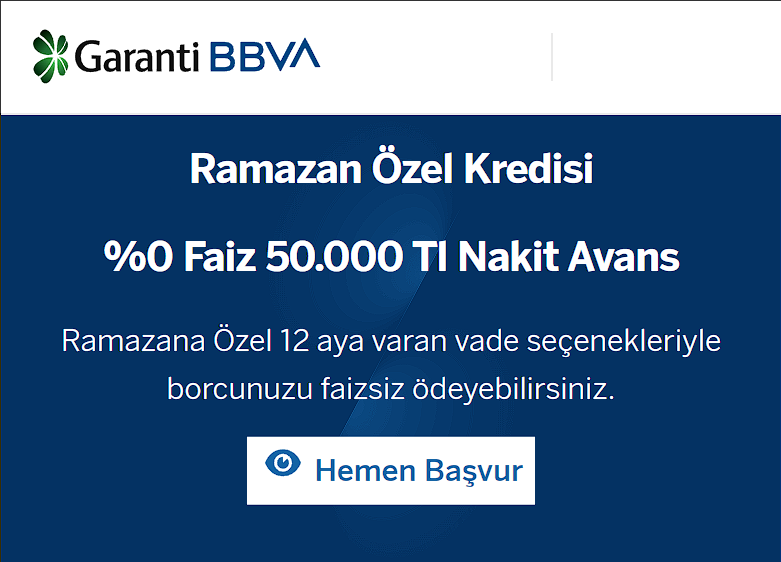 Garanti BBVA
Ramazan Özel Kredisi
%0 Faiz 50.000 Tl Nakit Avans
Ramazana Özel 12 aya varan vade seçenekleriyle
borcunuzu faizsiz ödeyebilirsiniz.
Hemen Başvur